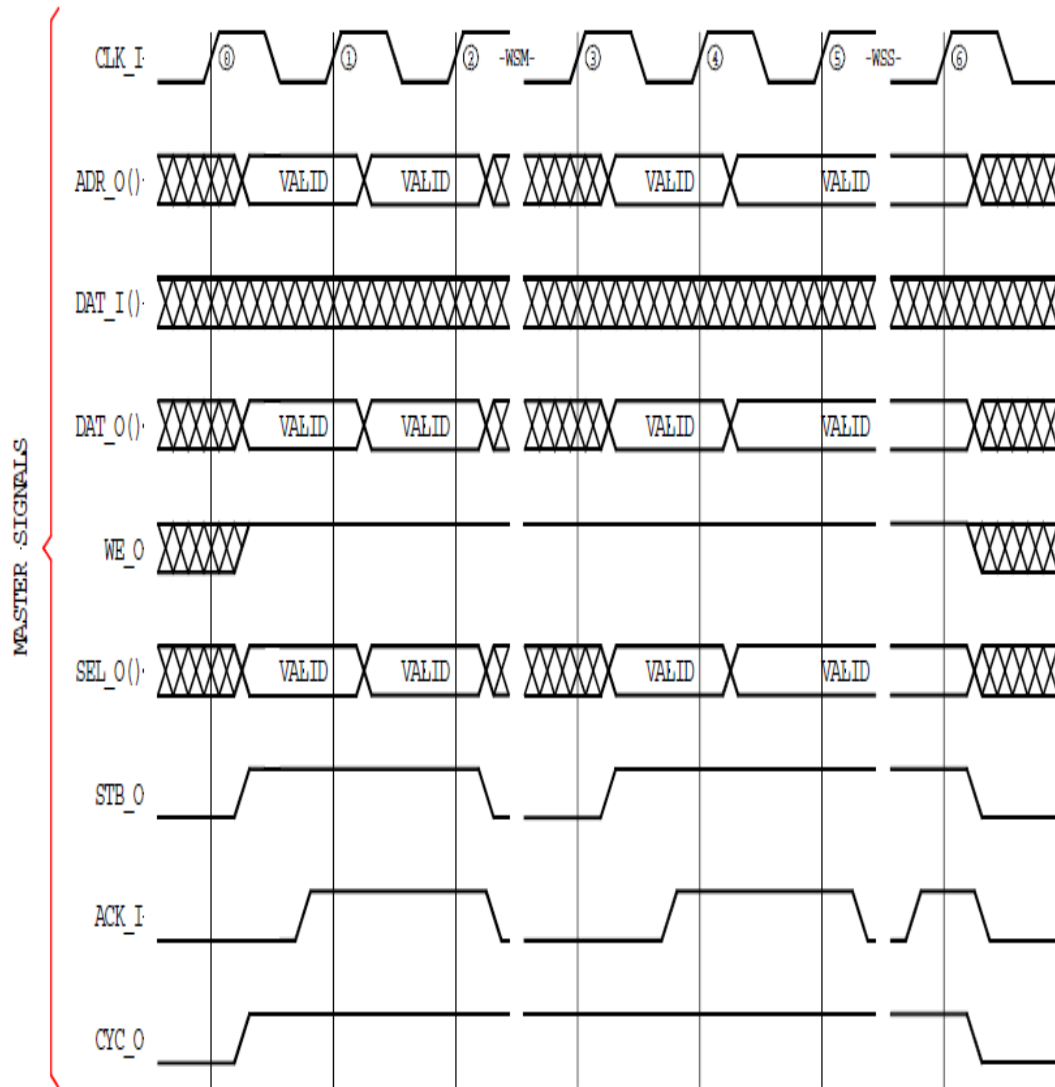 MASTER SIGNALS
CLK_I
0 1 2 -WSM- 3 4 5 -WSS- 6
ADR_O()
VALID VALID VALID VALID
DAT_I()
DAT_O()
VALID VALID VALID VALID
WE_O
SEL_O()
VALID VALID VALID VALID
STB_O
ACK_I
CYC_O